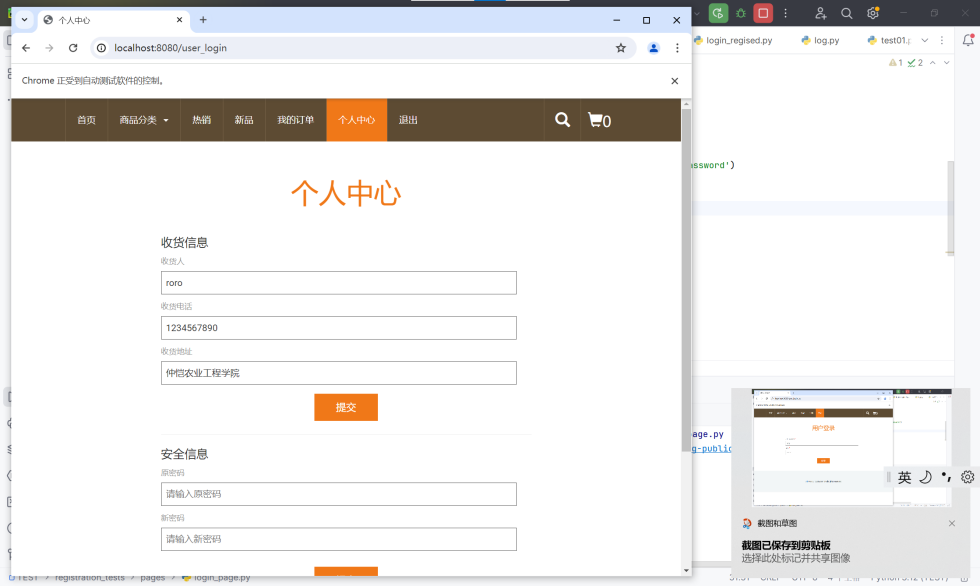 个人中心
localhost:8080/user_login
Chrome 正受到自动测试软件的控制。
首页 商品分类 热销 新品 我的订单 个人中心 退出 0
个人中心
收货信息
收货人
roro
收货电话
1234567890
收货地址
仲恺农业工程学院
提交
安全信息
原密码
请输入原密码
新密码
请输入新密码
login_regised.py log.py test01.
1 2
ssword')
age.py
g-public
用户登录
英
截图和草图
截图已保存到剪贴板
选择此处标记并共享图像
TEST registration_tests pages login_page.py